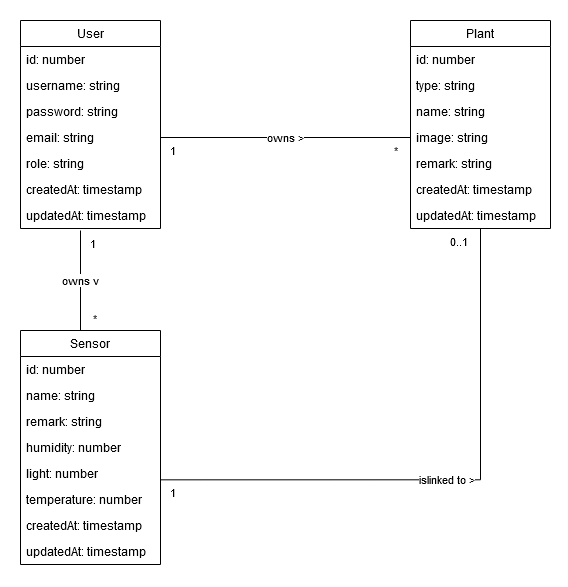 User
id: number
username: string
password: string
email: string
role: string
createdAt: timestamp
updatedAt: timestamp
Plant
id: number
type: string
name: string
image: string
remark: string
createdAt: timestamp
updatedAt: timestamp
owns >
1
*
1
owns v
*
0..1
Sensor
id: number
name: string
remark: string
humidity: number
light: number
temperature: number
createdAt: timestamp
updatedAt: timestamp
islinked to >
1